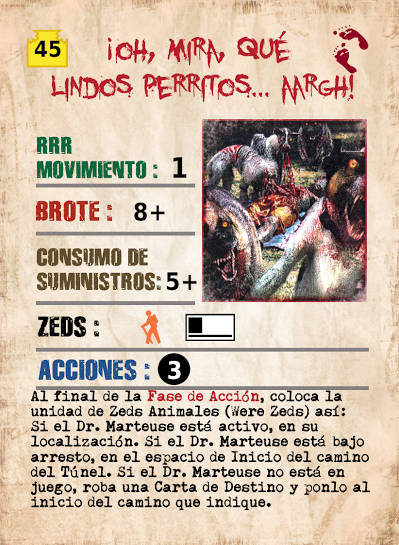 45
¡OH, MIRA, QUÉ
LINDOS PERRITOS... AARGH!
RRR
MOVIMIENTO : 1
BROTE : 8+
CONSUMO DE
SUMINISTROS: 5+
ZEDS :
ACCIONES : 3
Al final de la Fase de Acción, coloca la
unidad de Zeds Animales (Were Zeds) así:
Si el Dr. Marteuse está activo, en su
localización. Si el Dr. Marteuse está bajo
arresto, en el espacio de Inicio del camino
del Túnel. Si el Dr. Marteuse no está en
juego, roba una Carta de Destino y ponlo al
inicio del camino que indique.